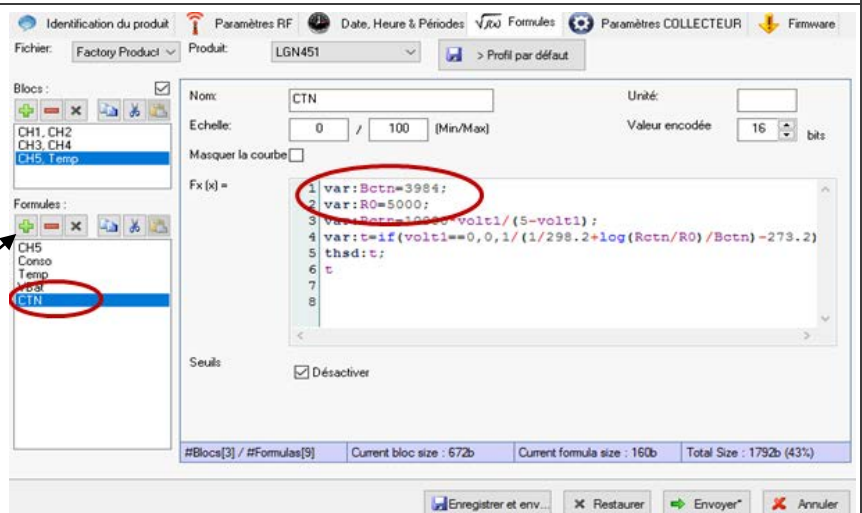 Identification du produit Paramètres RF Date, Heure & Périodes √f(x) Formules Paramètres COLLECTEUR Firmware
Fichier: Factory Product Produit: LGN451 > Profil par défaut
Blocs :
CH1, CH2
CH3, CH4
CH5, Temp
Formules :
CH5
Conso
Temp
VBat
CTN
Nom: CTN Unité:
Echelle: 0 / 100 (Min/Max) Valeur encodée 16 bits
Masquer la courbe
Fx (x) =
1 var:Bctn=3984;
2 var:R0=5000;
3 var:Rctn=10000*volt1/(5-volt1);
4 var:t=if(volt1==0,0,1/(1/298.2+log(Rctn/R0)/Bctn)-273.2)
5 thsd:t;
6 t
7
8
Seuils Désactiver
#Blocs[3] / #Formulas[9] Current bloc size : 672b Current formula size : 160b Total Size : 1792b (43%)
Enregistrer et env... Restaurer Envoyer* Annuler